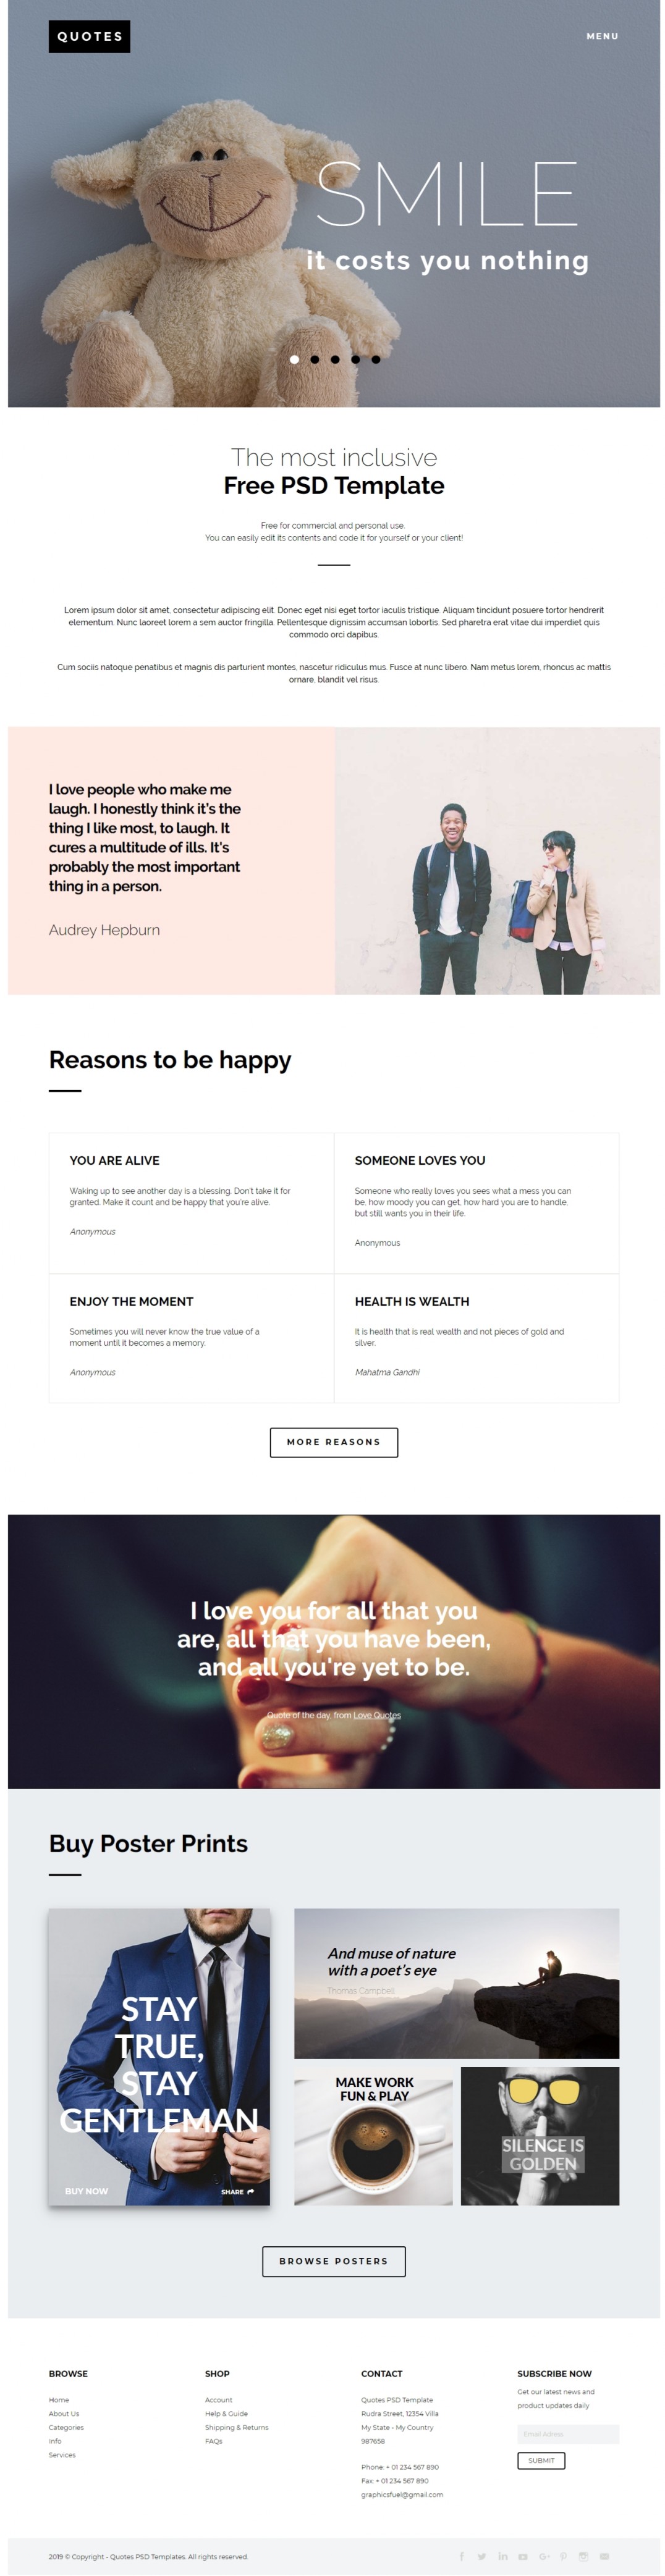 QUOTES
MENU
SMILE
it costs you nothing
The most inclusive
Free PSD Template
Free for commercial and personal use.
You can easily edit its contents and code it for yourself or your client!
Lorem ipsum dolor sit amet, consectetur adipiscing elit. Donec eget nisi eget tortor iaculis tristique. Aliquam tincidunt posuere tortor hendrerit
elementum. Nunc laoreet lorem a sem auctor fringilla. Pellentesque dignissim accumsan lobortis. Sed pharetra erat vitae dui imperdiet quis
commodo orci dapibus.
Cum sociis natoque penatibus et magnis dis parturient montes, nascetur ridiculus mus. Fusce at nunc libero. Nam metus lorem, rhoncus ac mattis
ornare, blandit vel risus.
I love people who make me
laugh. I honestly think it's the
thing I like most, to laugh. It
cures a multitude of ills. It's
probably the most important
thing in a person.
Audrey Hepburn
Reasons to be happy
YOU ARE ALIVE
Waking up to see another day is a blessing. Don't take it for
granted. Make it count and be happy that you're alive.
Anonymous
SOMEONE LOVES YOU
Someone who really loves you sees what a mess you can
be, how moody you can get, how hard you are to handle,
but still wants you in their life.
Anonymous
ENJOY THE MOMENT
Sometimes you will never know the true value of a
moment until it becomes a memory.
Anonymous
HEALTH IS WEALTH
It is health that is real wealth and not pieces of gold and
silver.
Mahatma Gandhi
MORE REASONS
I love you for all that you
are, all that you have been,
and all you're yet to be.
Quote of the day, from Love Quotes
Buy Poster Prints
STAY
TRUE,
STAY
GENTLEMAN
BUY NOW
SHARE
And muse of nature
with a poet's eye
Thomas Campbell
MAKE WORK
FUN & PLAY
SILENCE IS
GOLDEN
BROWSE POSTERS
BROWSE
Home
About Us
Categories
Info
Services
SHOP
Account
Help & Guide
Shipping & Returns
FAQs
CONTACT
Quotes PSD Template
Rudra Street, 12354 Villa
My State - My Country
987658
Phone: + 01 234 567 890
Fax: + 01 234 567 890
graphicsfuel@gmail.com
SUBSCRIBE NOW
Get our latest news and
product updates daily
Email Adress
SUBMIT
2019 © Copyright - Quotes PSD Templates. All rights reserved.